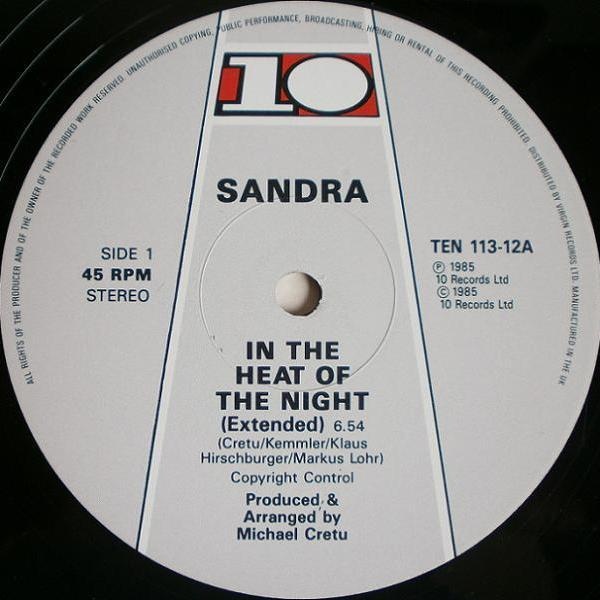 ALL RIGHTS OF THE PRODUCER AND OF THE OWNER OF THE RECORDED WORK RESERVED. UNAUTHORISED COPYING, PUBLIC PERFORMANCE, BROADCASTING, HIRING OR RENTAL OF THIS RECORDING PROHIBITED. DISTRIBUTED BY VIRGIN RECORDS LTD. MANUFACTURED IN THE UK
10
SANDRA
SIDE 1
45 RPM
STEREO
TEN 113-12A
℗ 1985
10 Records Ltd
© 1985
10 Records Ltd
IN THE
HEAT OF
THE NIGHT
(Extended) 6.54
(Cretu/Kemmler/Klaus
Hirschburger/Markus Lohr)
Copyright Control
Produced &
Arranged by
Michael Cretu